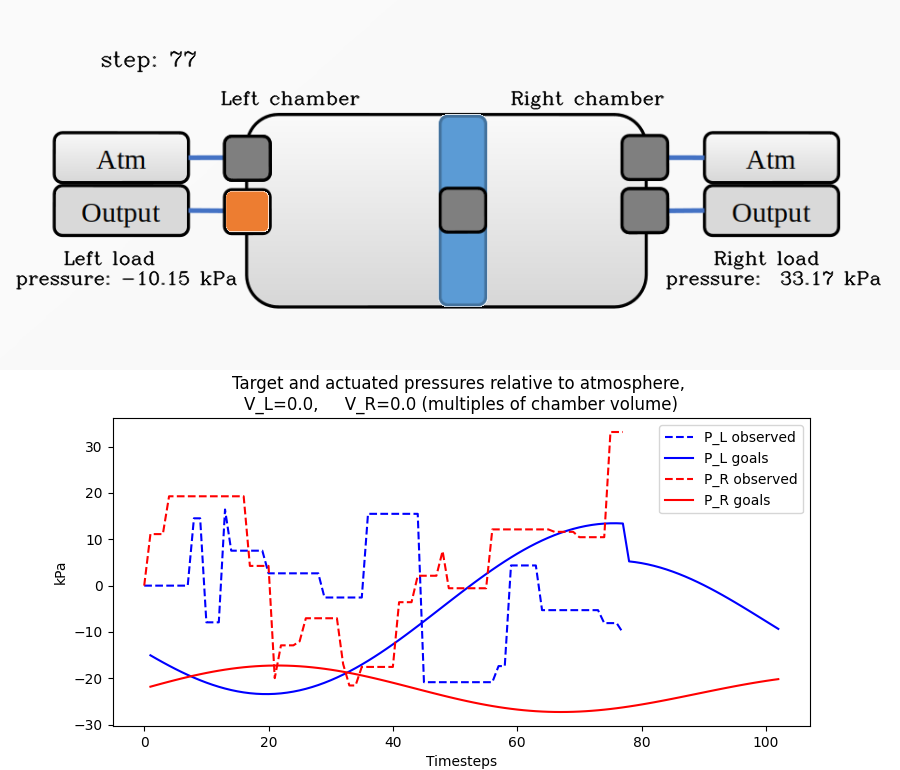 step: 77
Left chamber
Right chamber
Atm
Atm
Output
Output
Left load
pressure: −10.15 kPa
Right load
pressure: 33.17 kPa
Target and actuated pressures relative to atmosphere,
V_L=0.0, V_R=0.0 (multiples of chamber volume)
P_L observed
P_L goals
P_R observed
P_R goals
kPa
30
20
10
0
−10
−20
−30
0 20 40 60 80 100
Timesteps